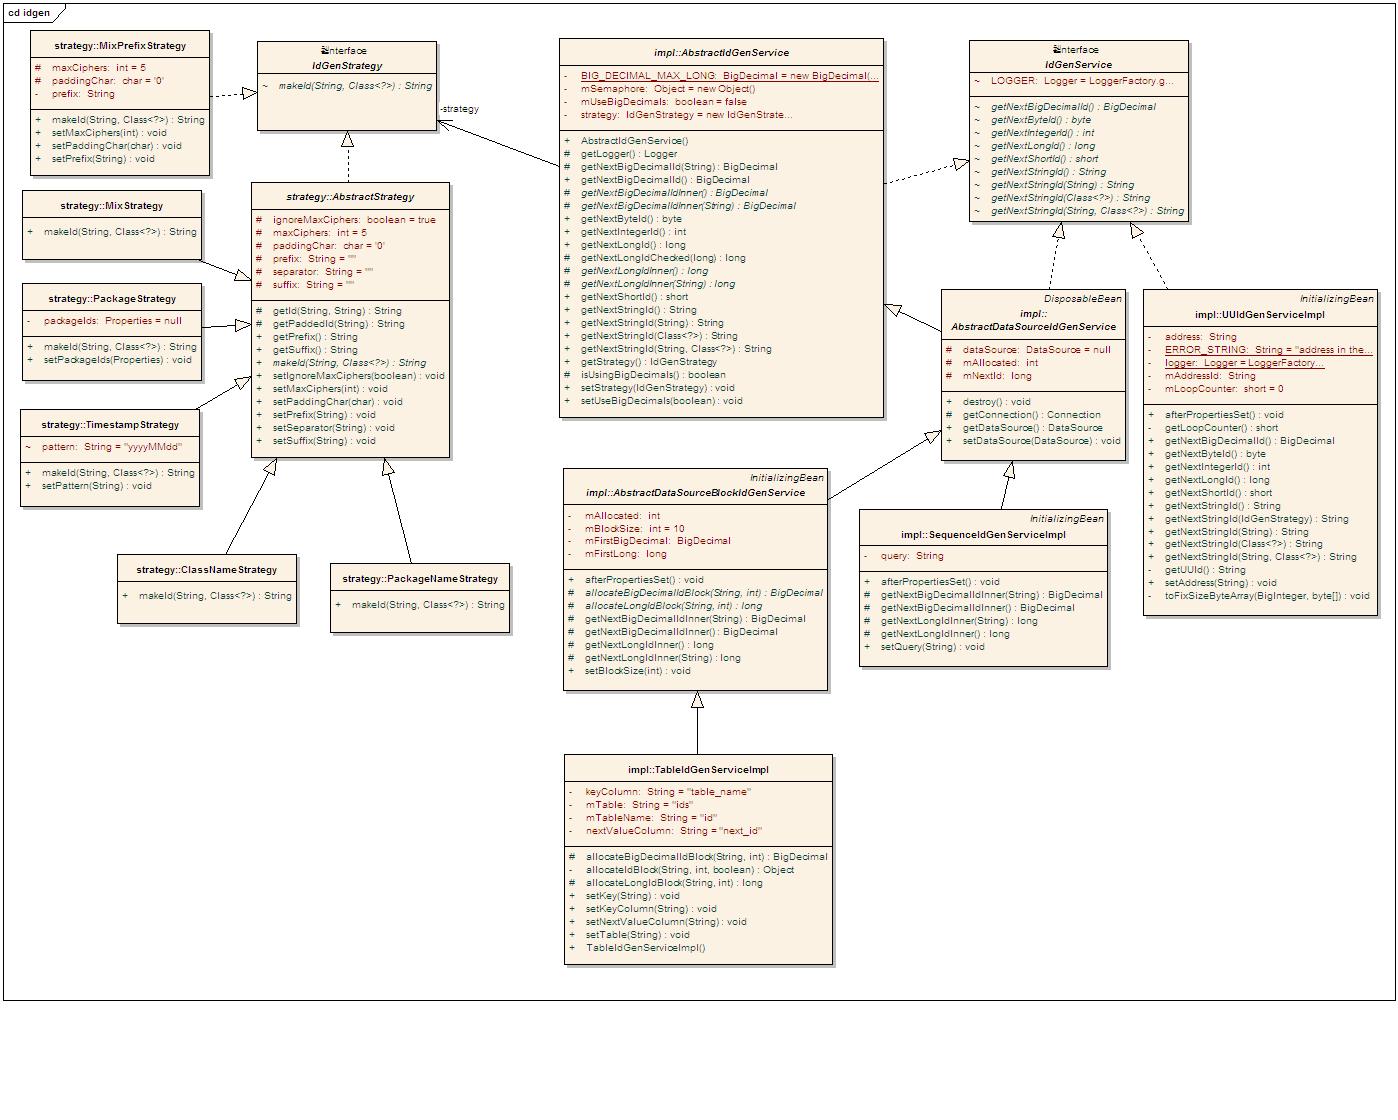 cd idgen
strategy::MixPrefixStrategy
# maxCiphers: int = 5
# paddingChar: char = '0'
- prefix: String
+ makeId(String, Class<?>) : String
+ setMaxCiphers(int) : void
+ setPaddingChar(char) : void
+ setPrefix(String) : void
interface
IdGenStrategy
~ makeId(String, Class<?>) : String
-strategy
impl::AbstractIdGenService
- BIG_DECIMAL_MAX_LONG: BigDecimal = new BigDecimal(...
- mSemaphore: Object = new Object()
- mUseBigDecimals: boolean = false
- strategy: IdGenStrategy = new IdGenStrate...
+ AbstractIdGenService()
# getLogger() : Logger
# getNextBigDecimalId(String) : BigDecimal
+ getNextBigDecimalId() : BigDecimal
# getNextBigDecimalIdInner() : BigDecimal
# getNextBigDecimalIdInner(String) : BigDecimal
+ getNextByteId() : byte
+ getNextIntegerId() : int
+ getNextLongId() : long
# getNextLongIdChecked(long) : long
# getNextLongIdInner() : long
# getNextLongIdInner(String) : long
+ getNextShortId() : short
+ getNextStringId() : String
+ getNextStringId(String) : String
+ getNextStringId(Class<?>) : String
+ getNextStringId(String, Class<?>) : String
+ getStrategy() : IdGenStrategy
# isUsingBigDecimals() : boolean
+ setStrategy(IdGenStrategy) : void
+ setUseBigDecimals(boolean) : void
interface
IdGenService
~ LOGGER: Logger = LoggerFactory.g...
~ getNextBigDecimalId() : BigDecimal
~ getNextByteId() : byte
~ getNextIntegerId() : int
~ getNextLongId() : long
~ getNextShortId() : short
~ getNextStringId() : String
~ getNextStringId(String) : String
~ getNextStringId(Class<?>) : String
~ getNextStringId(String, Class<?>) : String
strategy::MixStrategy
+ makeId(String, Class<?>) : String
strategy::AbstractStrategy
# ignoreMaxCiphers: boolean = true
# maxCiphers: int = 5
# paddingChar: char = '0'
# prefix: String = ""
# separator: String = ""
# suffix: String = ""
# getId(String, String) : String
# getPaddedId(String) : String
+ getPrefix() : String
+ getSuffix() : String
+ makeId(String, Class<?>) : String
+ setIgnoreMaxCiphers(boolean) : void
+ setMaxCiphers(int) : void
+ setPaddingChar(char) : void
+ setPrefix(String) : void
+ setSeparator(String) : void
+ setSuffix(String) : void
strategy::PackageStrategy
- packageIds: Properties = null
+ makeId(String, Class<?>) : String
+ setPackageIds(Properties) : void
strategy::TimestampStrategy
~ pattern: String = "yyyyMMdd"
+ makeId(String, Class<?>) : String
+ setPattern(String) : void
strategy::ClassNameStrategy
+ makeId(String, Class<?>) : String
strategy::PackageNameStrategy
+ makeId(String, Class<?>) : String
DisposableBean
impl::
AbstractDataSourceIdGenService
# dataSource: DataSource = null
# mAllocated: int
# mNextId: long
+ destroy() : void
# getConnection() : Connection
+ getDataSource() : DataSource
+ setDataSource(DataSource) : void
InitializingBean
impl::UUIdGenServiceImpl
- address: String
- ERROR_STRING: String = "address in the...
- logger: Logger = LoggerFactory...
- mAddressId: String
- mLoopCounter: short = 0
+ afterPropertiesSet() : void
- getLoopCounter() : short
+ getNextBigDecimalId() : BigDecimal
+ getNextByteId() : byte
+ getNextIntegerId() : int
+ getNextLongId() : long
+ getNextShortId() : long
+ getNextStringId() : String
+ getNextStringId(IdGenStrategy) : String
+ getNextStringId(String) : String
+ getNextStringId(Class<?>) : String
+ getNextStringId(String, Class<?>) : String
- getUUId() : String
+ setAddress(String) : void
- toFixSizeByteArray(BigInteger, byte[]) : void
InitializingBean
impl::AbstractDataSourceBlockIdGenService
- mAllocated: int
- mBlockSize: int = 10
- mFirstBigDecimal: BigDecimal
- mFirstLong: long
+ afterPropertiesSet() : void
# allocateBigDecimalIdBlock(String, int) : BigDecimal
# allocateLongIdBlock(String, int) : long
# getNextBigDecimalIdInner(String) : BigDecimal
# getNextBigDecimalIdInner() : BigDecimal
# getNextLongIdInner() : long
# getNextLongIdInner(String) : long
+ setBlockSize(int) : void
InitializingBean
impl::SequenceIdGenServiceImpl
- query: String
+ afterPropertiesSet() : void
# getNextBigDecimalIdInner(String) : BigDecimal
# getNextBigDecimalIdInner() : BigDecimal
# getNextLongIdInner(String) : long
# getNextLongIdInner() : long
+ setQuery(String) : void
impl::TableIdGenServiceImpl
- keyColumn: String = "table_name"
- mTable: String = "ids"
- mTableName: String = "id"
- nextValueColumn: String = "next_id"
# allocateBigDecimalIdBlock(String, int) : BigDecimal
- allocateIdBlock(String, int, boolean) : Object
# allocateLongIdBlock(String, int) : long
+ setKey(String) : void
+ setKeyColumn(String) : void
+ setNextValueColumn(String) : void
+ setTable(String) : void
+ TableIdGenServiceImpl()